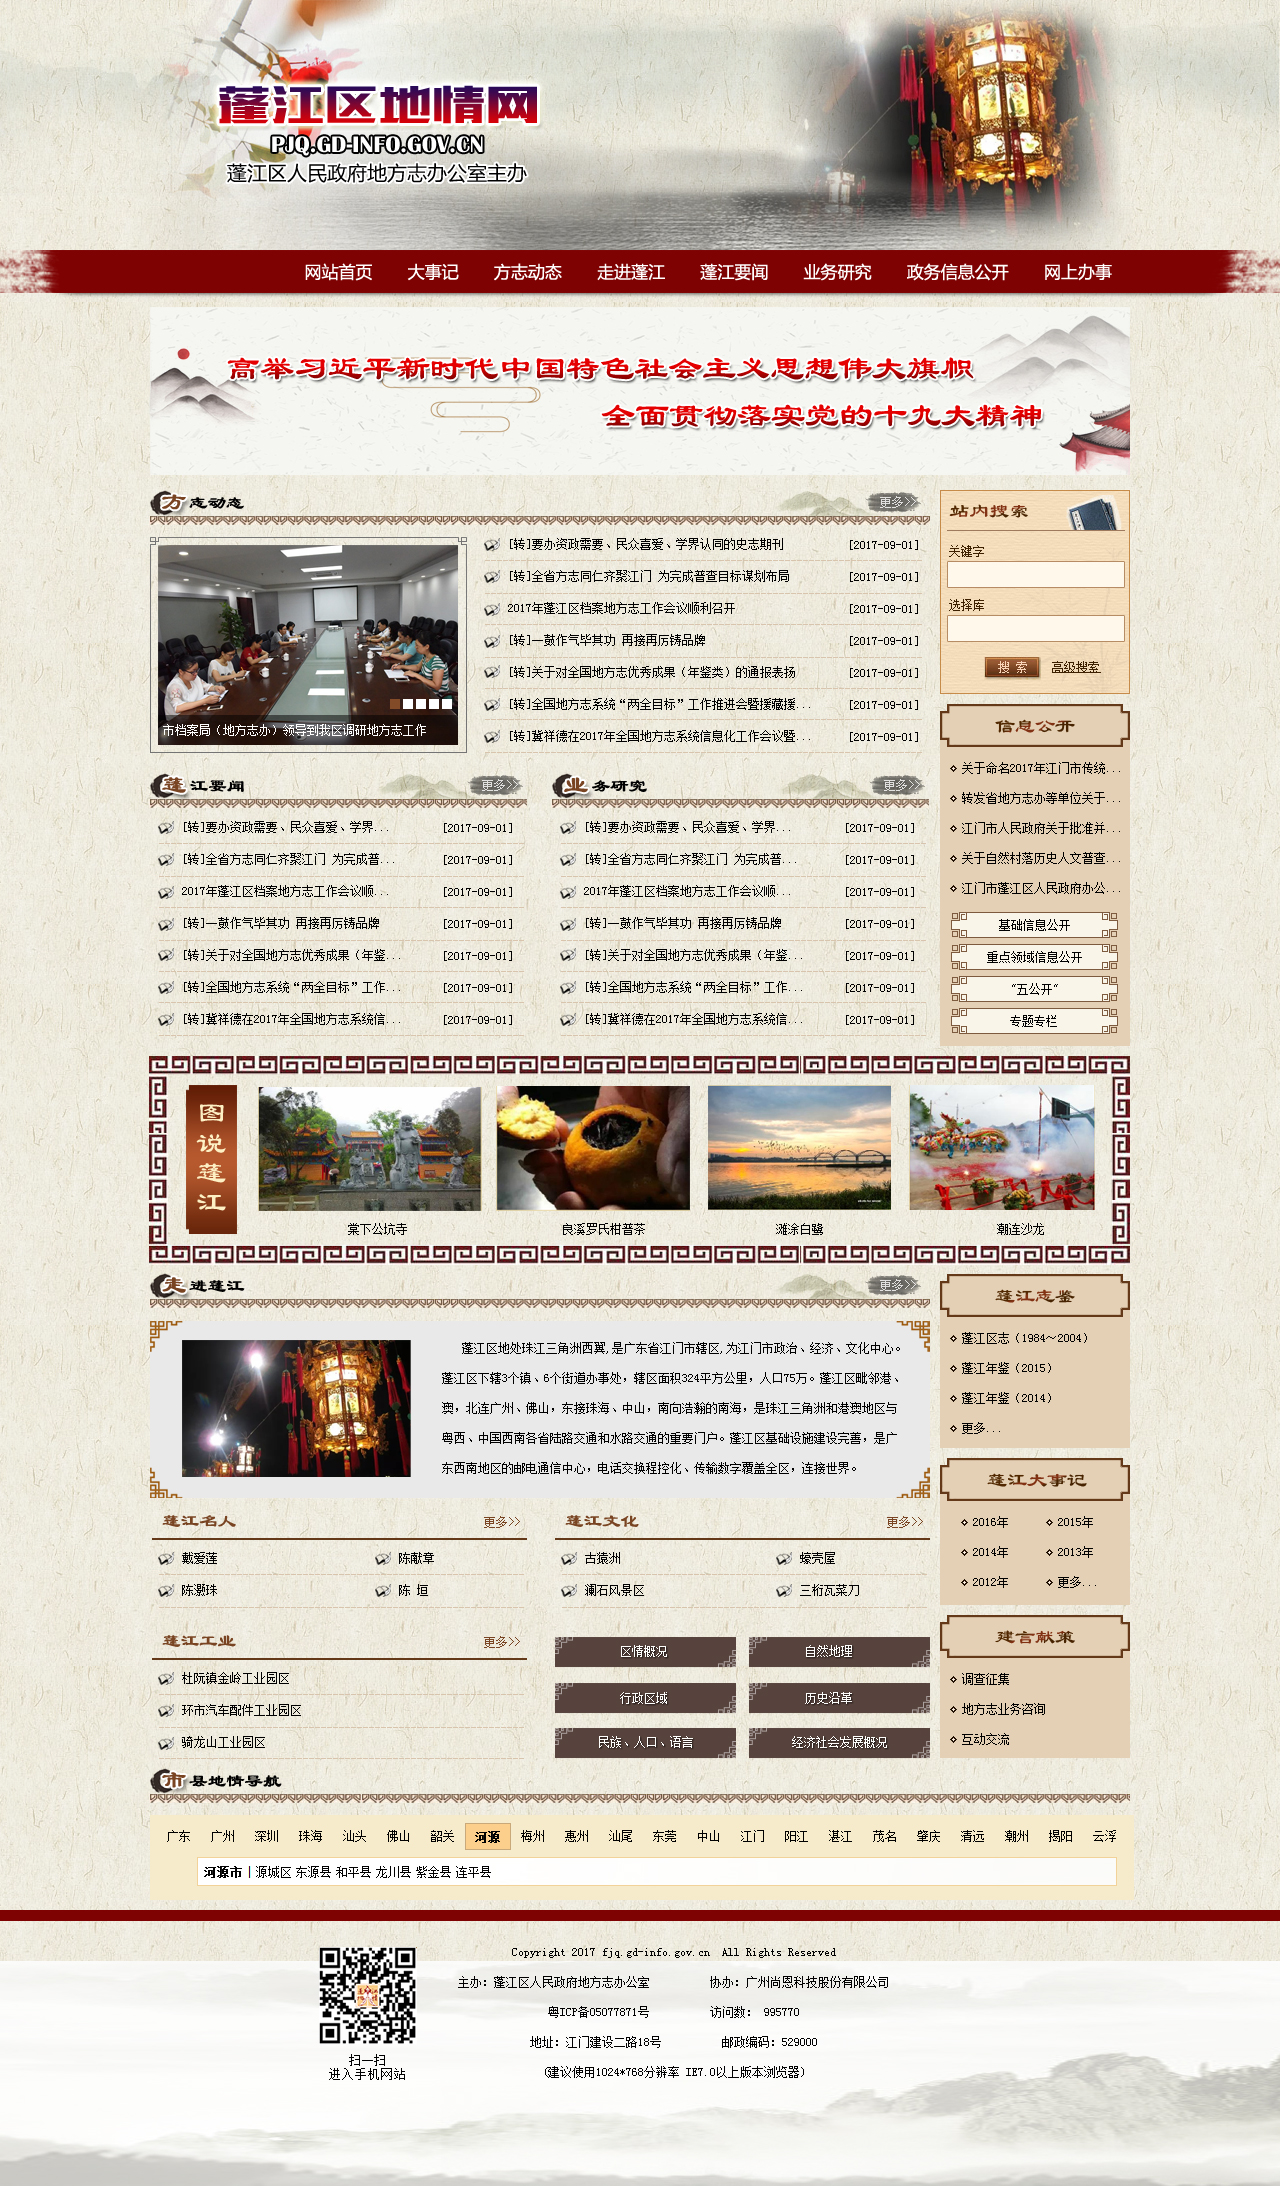 蓬江区地情网
PJQ.GD-INFO.GOV.CN
蓬江区人民政府地方志办公室主办
网站首页 大事记 方志动态 走进蓬江 蓬江要闻 业务研究 政务信息公开 网上办事
高举习近平新时代中国特色社会主义思想伟大旗帜
全面贯彻落实党的十九大精神
方志动态 更多>>
市档案局（地方志办）领导到我区调研地方志工作
[转]要办资政需要、民众喜爱、学界认同的史志期刊 [2017-09-01]
[转]全省方志同仁齐聚江门 为完成普查目标谋划布局 [2017-09-01]
2017年蓬江区档案地方志工作会议顺利召开 [2017-09-01]
[转]一鼓作气毕其功 再接再厉铸品牌 [2017-09-01]
[转]关于对全国地方志优秀成果（年鉴类）的通报表扬 [2017-09-01]
[转]全国地方志系统“两全目标”工作推进会暨援藏援... [2017-09-01]
[转]冀祥德在2017年全国地方志系统信息化工作会议暨... [2017-09-01]
站内搜索
关键字
选择库
搜 索 高级搜索
信息公开
关于命名2017年江门市传统...
转发省地方志办等单位关于...
江门市人民政府关于批准并...
关于自然村落历史人文普查...
江门市蓬江区人民政府办公...
基础信息公开
重点领域信息公开
“五公开”
专题专栏
蓬江要闻 更多>>
[转]要办资政需要、民众喜爱、学界... [2017-09-01]
[转]全省方志同仁齐聚江门 为完成普... [2017-09-01]
2017年蓬江区档案地方志工作会议顺... [2017-09-01]
[转]一鼓作气毕其功 再接再厉铸品牌 [2017-09-01]
[转]关于对全国地方志优秀成果（年鉴... [2017-09-01]
[转]全国地方志系统“两全目标”工作... [2017-09-01]
[转]冀祥德在2017年全国地方志系统信... [2017-09-01]
业务研究 更多>>
[转]要办资政需要、民众喜爱、学界... [2017-09-01]
[转]全省方志同仁齐聚江门 为完成普... [2017-09-01]
2017年蓬江区档案地方志工作会议顺... [2017-09-01]
[转]一鼓作气毕其功 再接再厉铸品牌 [2017-09-01]
[转]关于对全国地方志优秀成果（年鉴... [2017-09-01]
[转]全国地方志系统“两全目标”工作... [2017-09-01]
[转]冀祥德在2017年全国地方志系统信... [2017-09-01]
图说蓬江
棠下公坑寺 良溪罗氏柑普茶 滩涂白鹭 潮连沙龙
走进蓬江 更多>>
蓬江区地处珠江三角洲西翼,是广东省江门市辖区,为江门市政治、经济、文化中心。
蓬江区下辖3个镇、6个街道办事处，辖区面积324平方公里，人口75万。蓬江区毗邻港、
澳，北连广州、佛山，东接珠海、中山，南向浩瀚的南海，是珠江三角洲和港澳地区与
粤西、中国西南各省陆路交通和水路交通的重要门户。蓬江区基础设施建设完善，是广
东西南地区的邮电通信中心，电话交换程控化、传输数字覆盖全区，连接世界。
蓬江志鉴
蓬江区志（1984～2004）
蓬江年鉴（2015）
蓬江年鉴（2014）
更多...
蓬江大事记
2016年 2015年
2014年 2013年
2012年 更多...
建言献策
调查征集
地方志业务咨询
互动交流
蓬江名人 更多>>
戴爱莲 陈献章
陈灏珠 陈 垣
蓬江文化 更多>>
古猿洲 蠔壳屋
澜石风景区 三桁瓦菜刀
蓬江工业 更多>>
杜阮镇金岭工业园区
环市汽车配件工业园区
骑龙山工业园区
区情概况 自然地理
行政区域 历史沿革
民族、人口、语言 经济社会发展概况
市县地情导航
广东 广州 深圳 珠海 汕头 佛山 韶关 河源 梅州 惠州 汕尾 东莞 中山 江门 阳江 湛江 茂名 肇庆 清远 潮州 揭阳 云浮
河源市 | 源城区 东源县 和平县 龙川县 紫金县 连平县
扫一扫
进入手机网站
Copyright 2017 fjq.gd-info.gov.cn All Rights Reserved
主办：蓬江区人民政府地方志办公室 协办：广州尚恩科技股份有限公司
粤ICP备05077871号 访问数： 995770
地址：江门建设二路18号 邮政编码：529000
(建议使用1024*768分辨率 IE7.0以上版本浏览器)